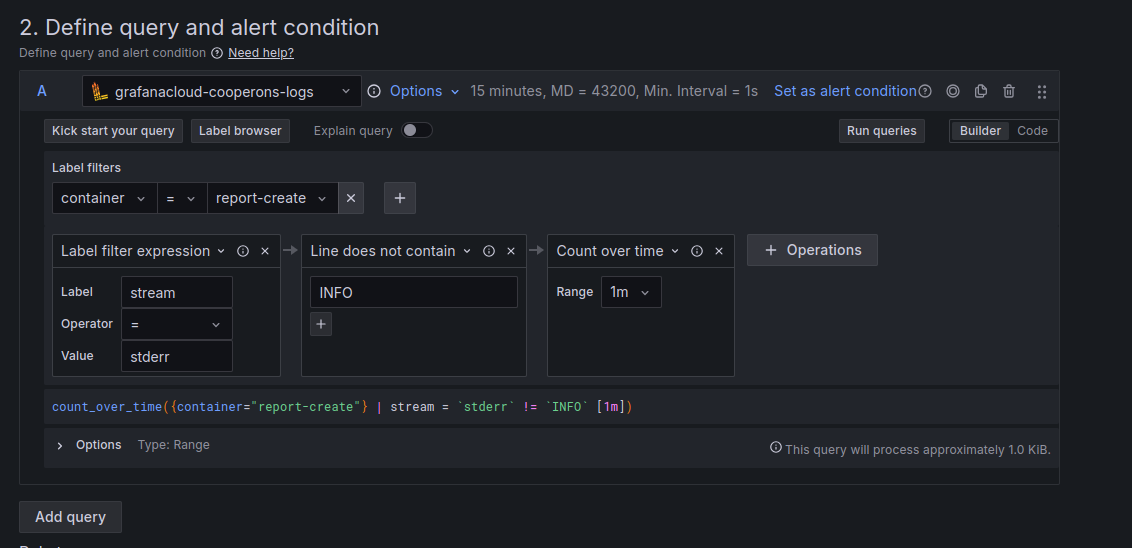 2. Define query and alert condition
Define query and alert condition Need help?
A grafanacloud-cooperons-logs Options 15 minutes, MD = 43200, Min. Interval = 1s Set as alert condition
Kick start your query Label browser Explain query Run queries Builder Code
Label filters
container = report-create
Label filter expression Line does not contain Count over time + Operations
Label stream INFO Range 1m
Operator =
Value stderr
count_over_time({container="report-create"} | stream = `stderr` != `INFO` [1m])
Options Type: Range This query will process approximately 1.0 KiB.
Add query